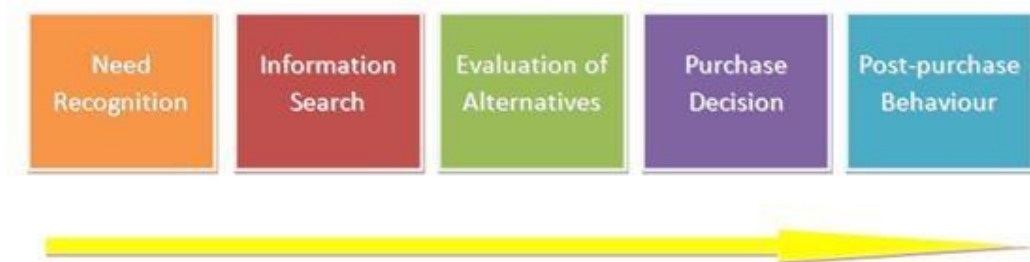 Need
Recognition
Information
Search
Evaluation of
Alternatives
Purchase
Decision
Post-purchase
Behaviour